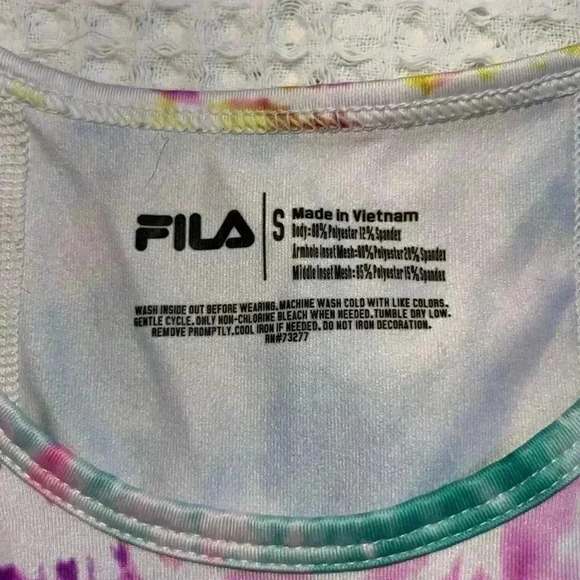 FILA
S
Made in Vietnam
Body:88% Polyester 12% Spandex
Armhole Inset Mesh:80% Polyester 20% Spandex
Middle Inset Mesh: 85% Polyester 15% Spandex
WASH INSIDE OUT BEFORE WEARING.MACHINE WASH COLD WITH LIKE COLORS.
GENTLE CYCLE.ONLY NON-CHLORINE BLEACH WHEN NEEDED.TUMBLE DRY LOW.
REMOVE PROMPTLY.COOL IRON IF NEEDED. DO NOT IRON DECORATION.
RN#73277